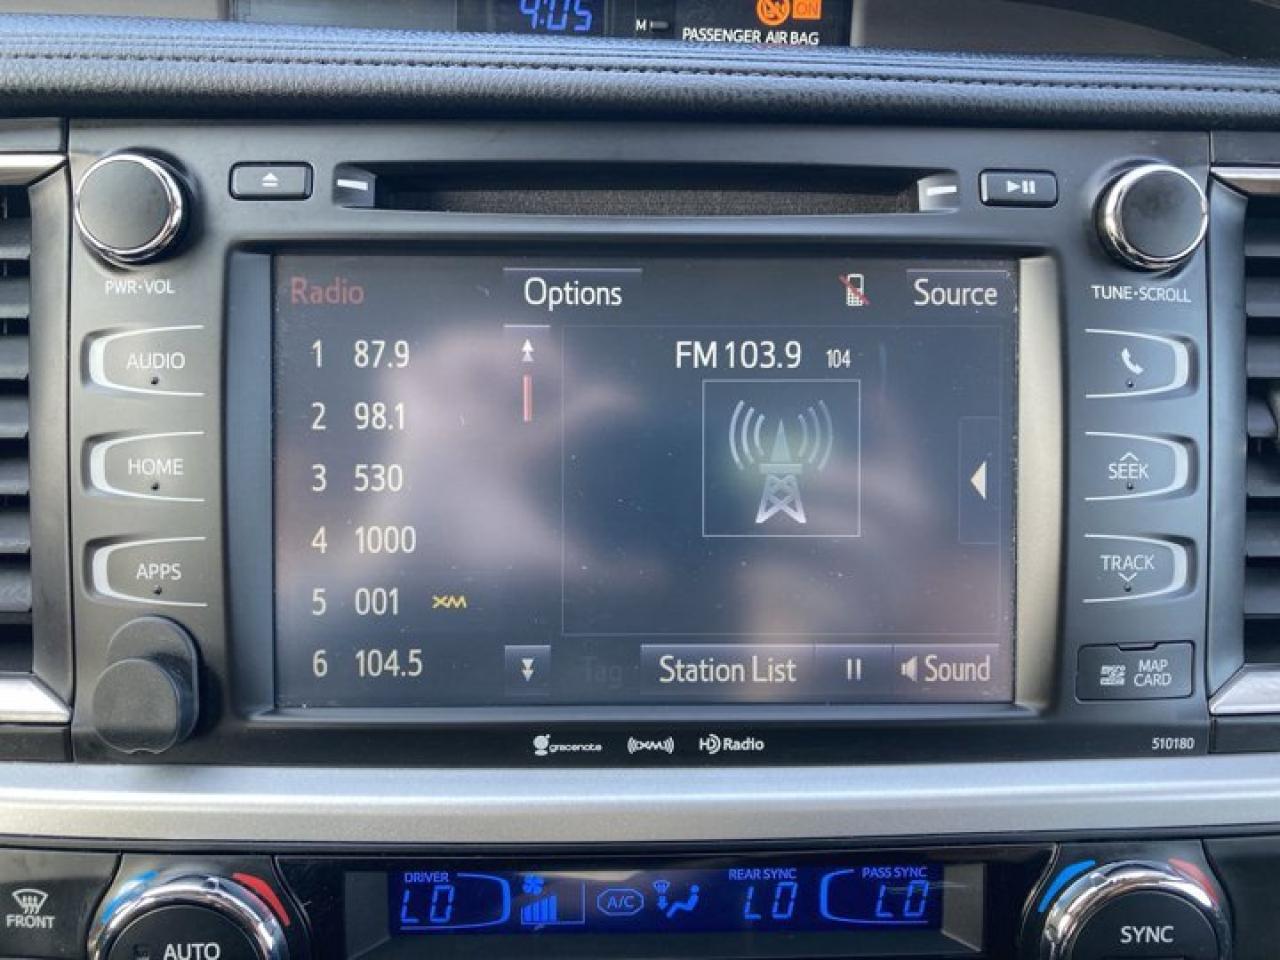 4:05
M
ON
PASSENGER AIR BAG
PWR•VOL
TUNE•SCROLL
Radio
Options
Source
AUDIO
HOME
APPS
1 87.9
2 98.1
3 530
4 1000
5 001 XM
6 104.5
FM 103.9 104
Tag
Station List
Sound
SEEK
TRACK
micro
MAP
CARD
gracenote
((XM))
HD Radio
510180
FRONT
AUTO
DRIVER
LO
A/C
REAR SYNC
LO
PASS SYNC
LO
SYNC